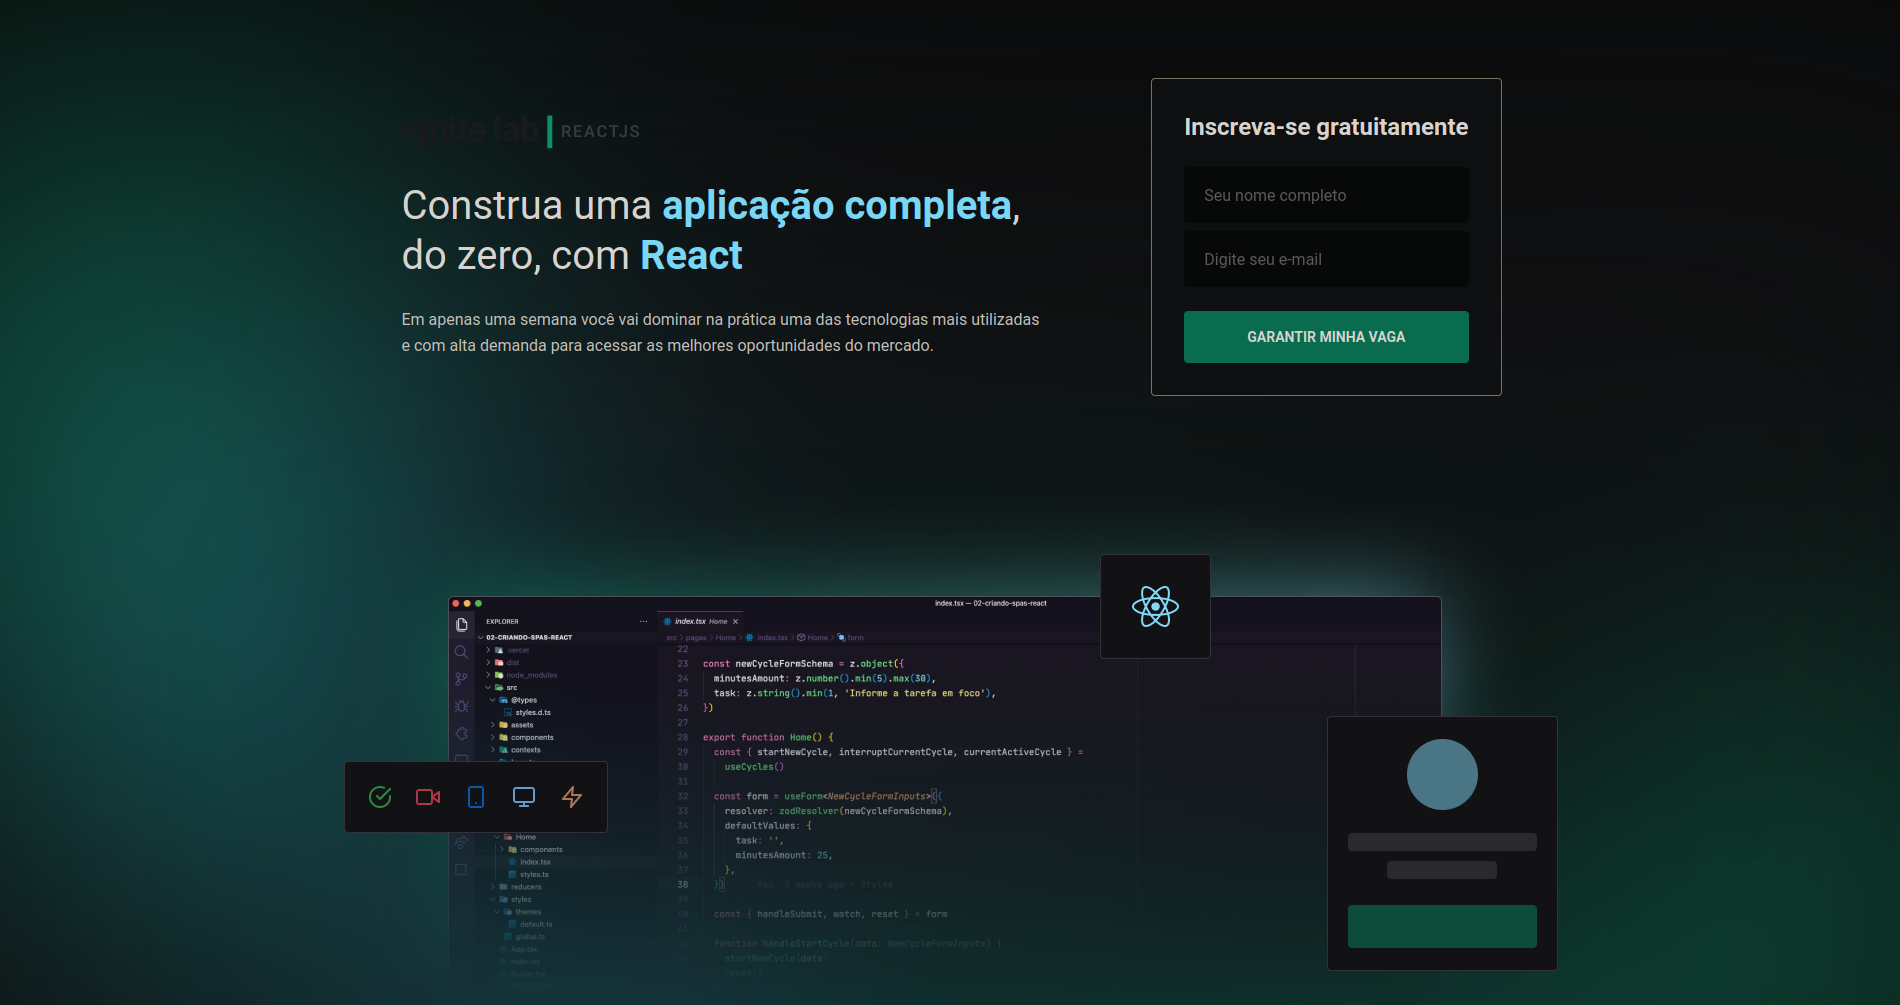 ignite lab | REACTJS
Construa uma aplicação completa,
do zero, com React
Em apenas uma semana você vai dominar na prática uma das tecnologias mais utilizadas
e com alta demanda para acessar as melhores oportunidades do mercado.
Inscreva-se gratuitamente
Seu nome completo
Digite seu e-mail
GARANTIR MINHA VAGA
index.tsx — 02-criando-spas-react
EXPLORER ···
02-CRIANDO-SPAS-REACT
.vercel
dist
node_modules
src
@types
styles.d.ts
assets
components
contexts
Home
components
index.tsx
styles.ts
reducers
styles
themes
default.ts
global.ts
App.tsx
main.tsx
index.tsx Home ×
src > pages > Home > index.tsx > Home > form
22
23 const newCycleFormSchema = z.object({
24 minutesAmount: z.number().min(5).max(30),
25 task: z.string().min(1, 'Informe a tarefa em foco'),
26 })
27
28 export function Home() {
29 const { startNewCycle, interruptCurrentCycle, currentActiveCycle } =
30 useCycles()
31
32 const form = useForm<NewCycleFormInputs>({
33 resolver: zodResolver(newCycleFormSchema),
34 defaultValues: {
35 task: '',
36 minutesAmount: 25,
37 },
38 }) You, 3 weeks ago • Styles
39
40 const { handleSubmit, watch, reset } = form
41
42 function handleStartCycle(data: NewCycleFormInputs) {
startNewCycle(data)
reset()